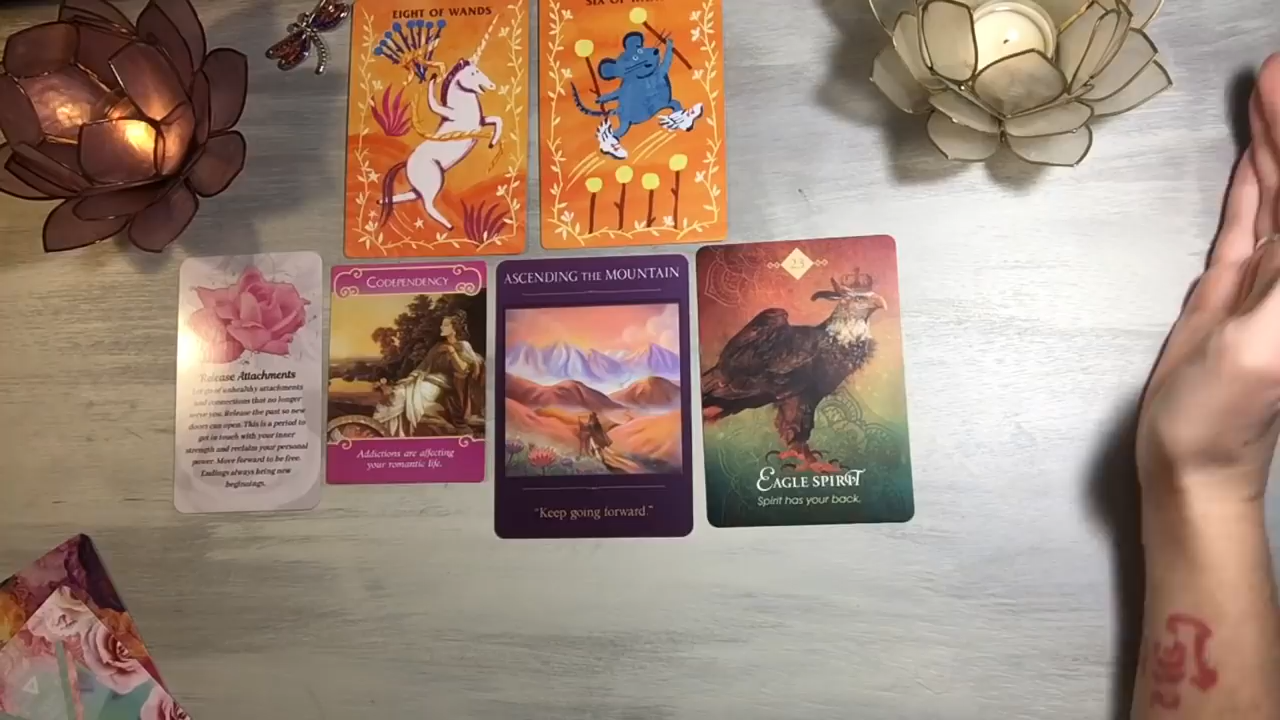 EIGHT OF WANDS
SIX OF
Release Attachments
Let go of unhealthy attachments
and connections that no longer
serve you. Release the past so new
doors can open. This is a period to
get in touch with your inner
strength and reclaim your personal
power. Move forward to be free.
Endings always bring new
beginnings.
CODEPENDENCY
Addictions are affecting
your romantic life.
ASCENDING THE MOUNTAIN
"Keep going forward."
23
EAGLE SPIRIT
Spirit has your back.